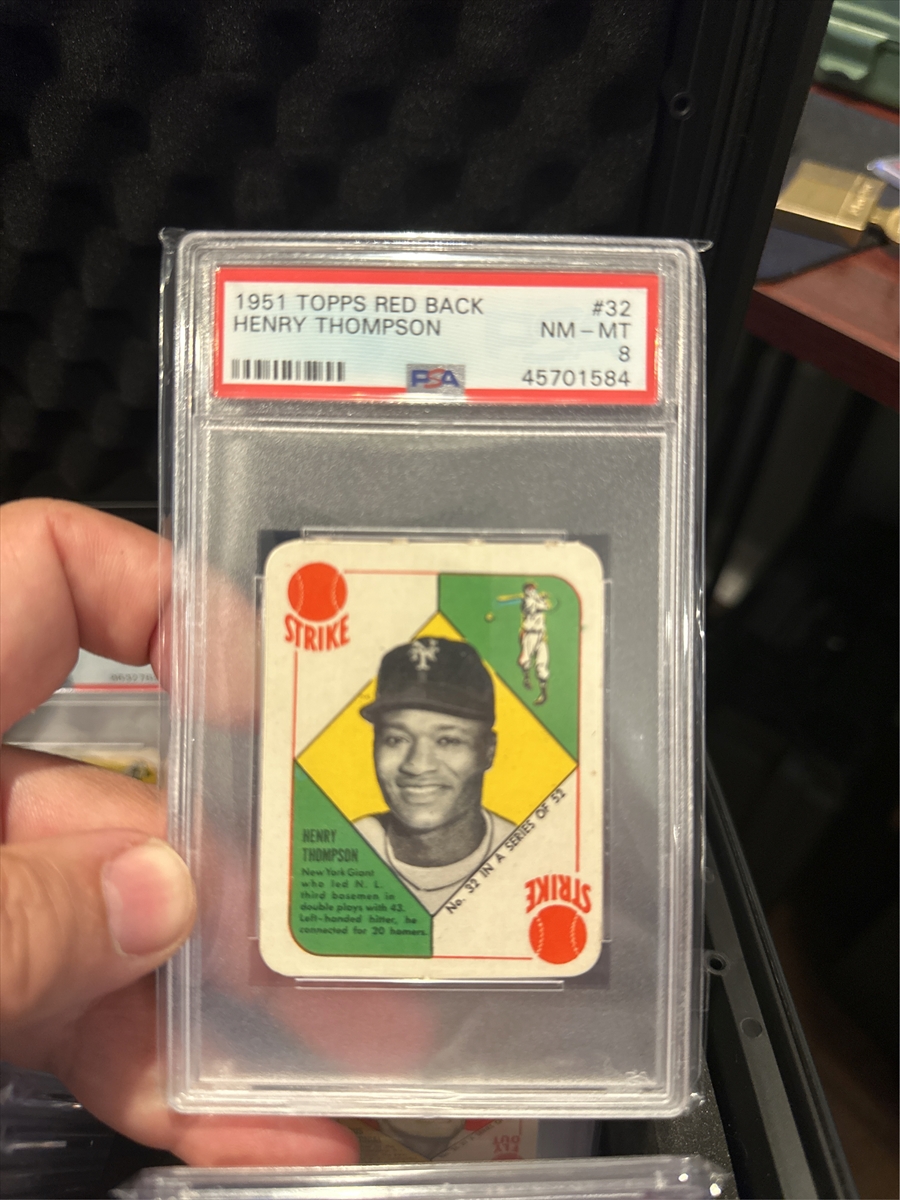 1951 TOPPS RED BACK #32
HENRY THOMPSON NM - MT
8
PSA 45701584
STRIKE
HENRY
THOMPSON
New York Giant
who led N. L.
third basemen in
double plays with 43.
Left-handed hitter, he
connected for 20 homers.
No. 32 IN A SERIES OF 52
STRIKE